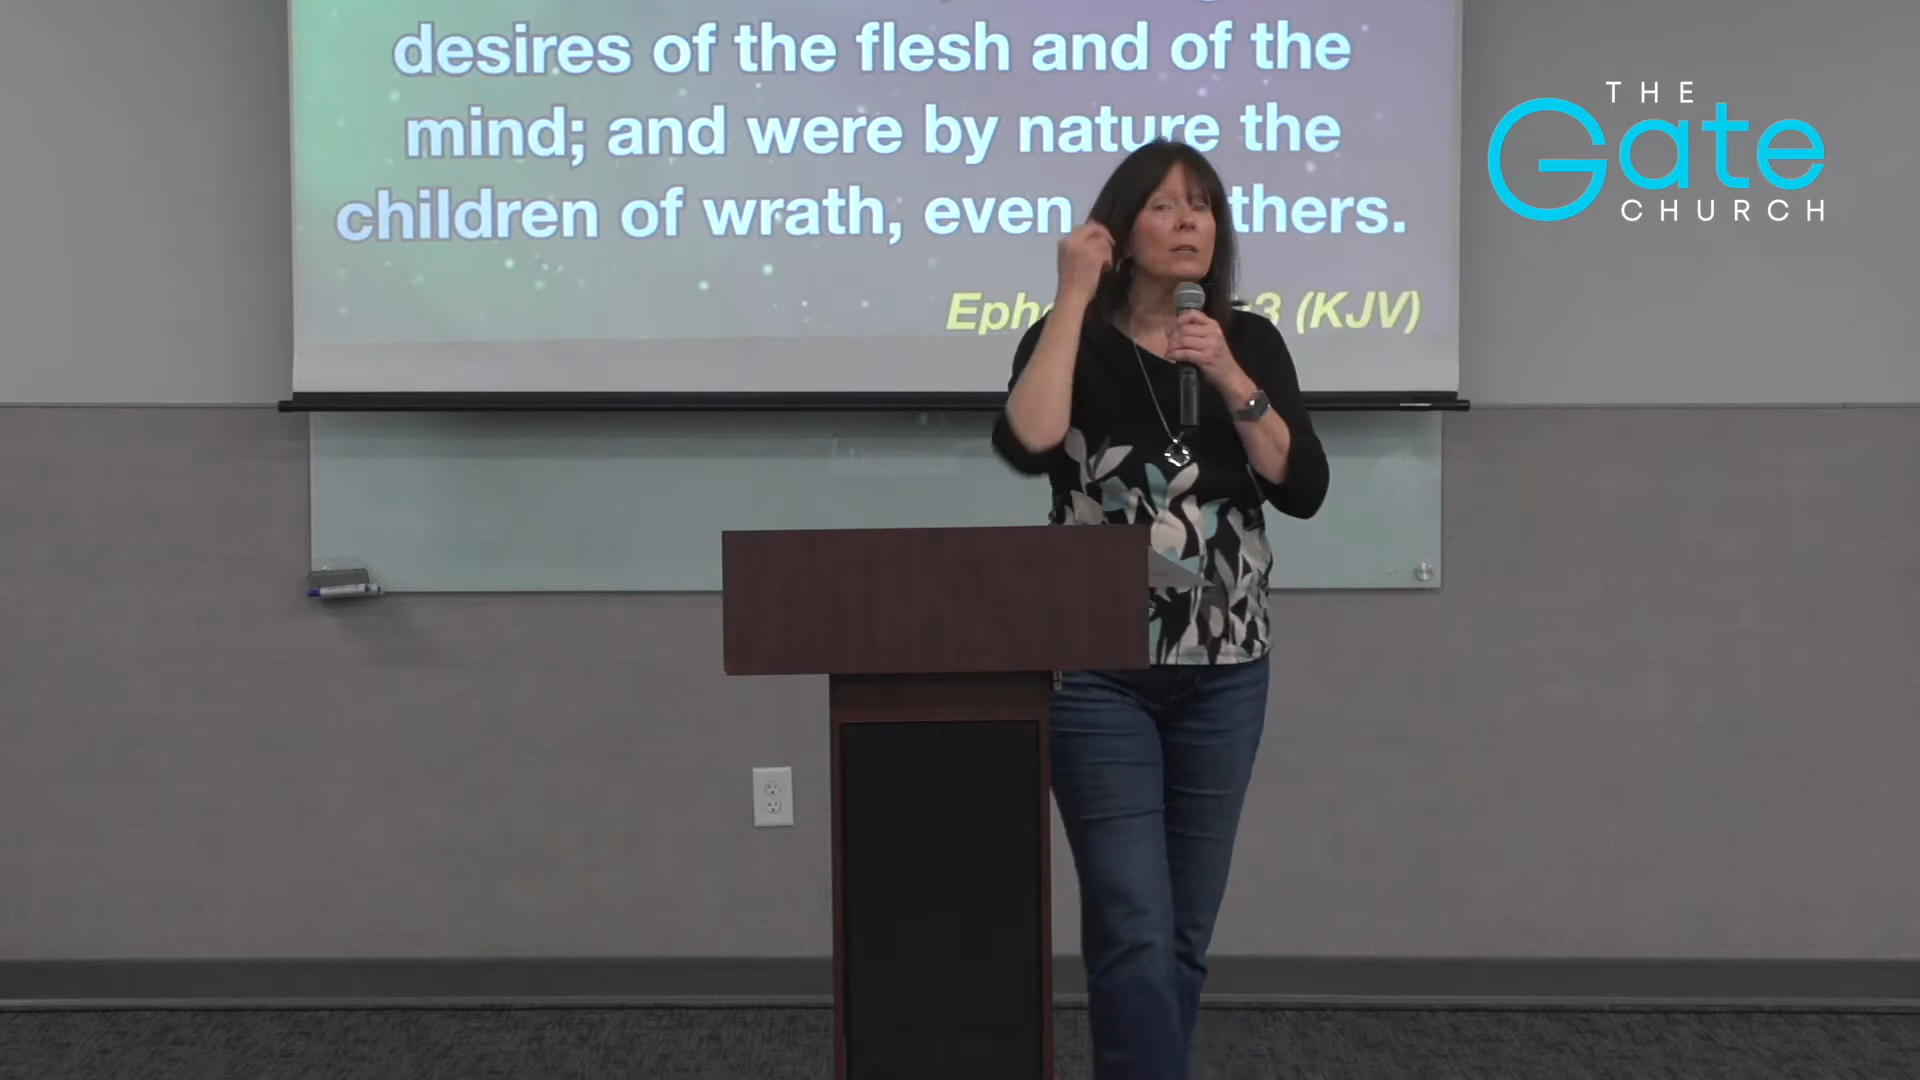 desires of the flesh and of the
mind; and were by nature the
children of wrath, even thers.
Eph 3 (KJV)
THE
Gate
CHURCH